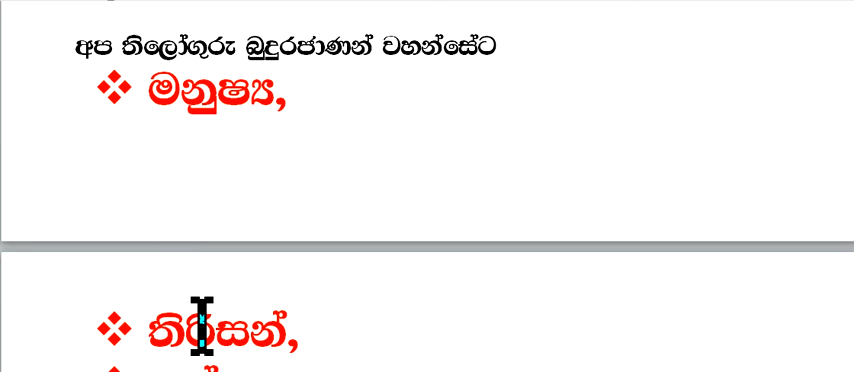 අප තිලෝගුරු බුදුරජාණන් වහන්සේට
❖ මනුෂ්‍ය,
❖ තිරිසන්,